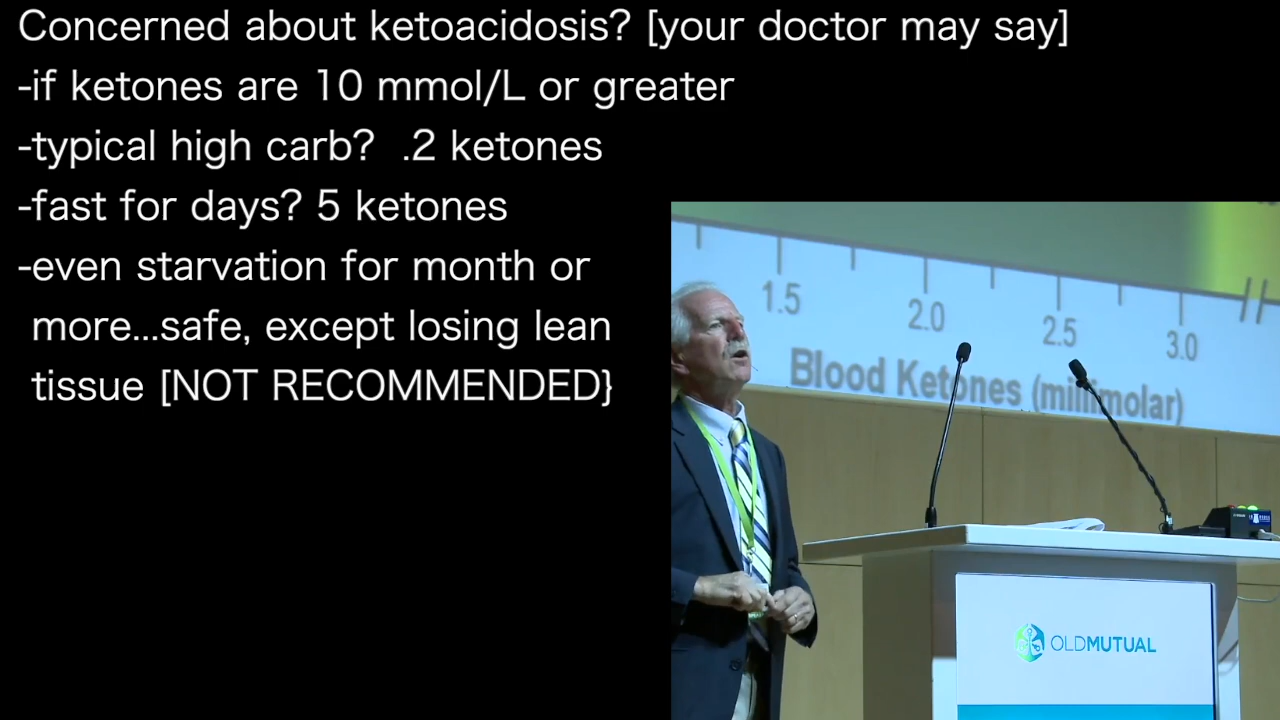 Concerned about ketoacidosis? [your doctor may say]
-if ketones are 10 mmol/L or greater
-typical high carb?  .2 ketones
-fast for days? 5 ketones
-even starvation for month or
more...safe, except losing lean
tissue [NOT RECOMMENDED}
1.5 2.0 2.5 3.0 //
Blood Ketones (millimolar)
OLDMUTUAL